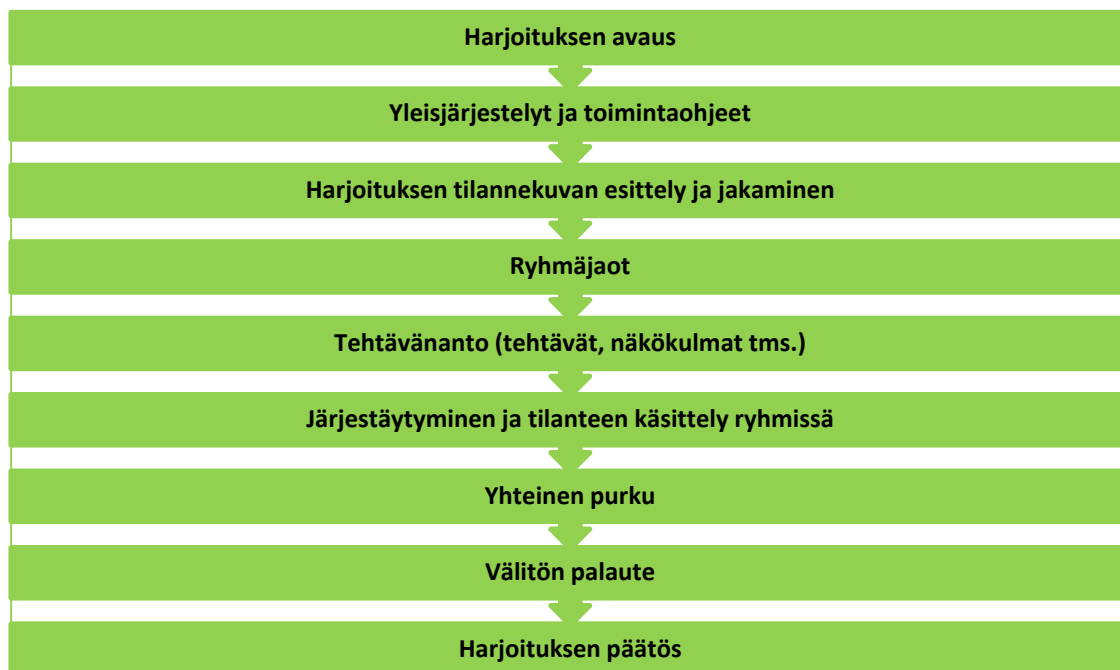 Harjoituksen avaus
Yleisjärjestelyt ja toimintaohjeet
Harjoituksen tilannekuvan esittely ja jakaminen
Ryhmäjaot
Tehtävänanto (tehtävät, näkökulmat tms.)
Järjestäytyminen ja tilanteen käsittely ryhmissä
Yhteinen purku
Välitön palaute
Harjoituksen päätös